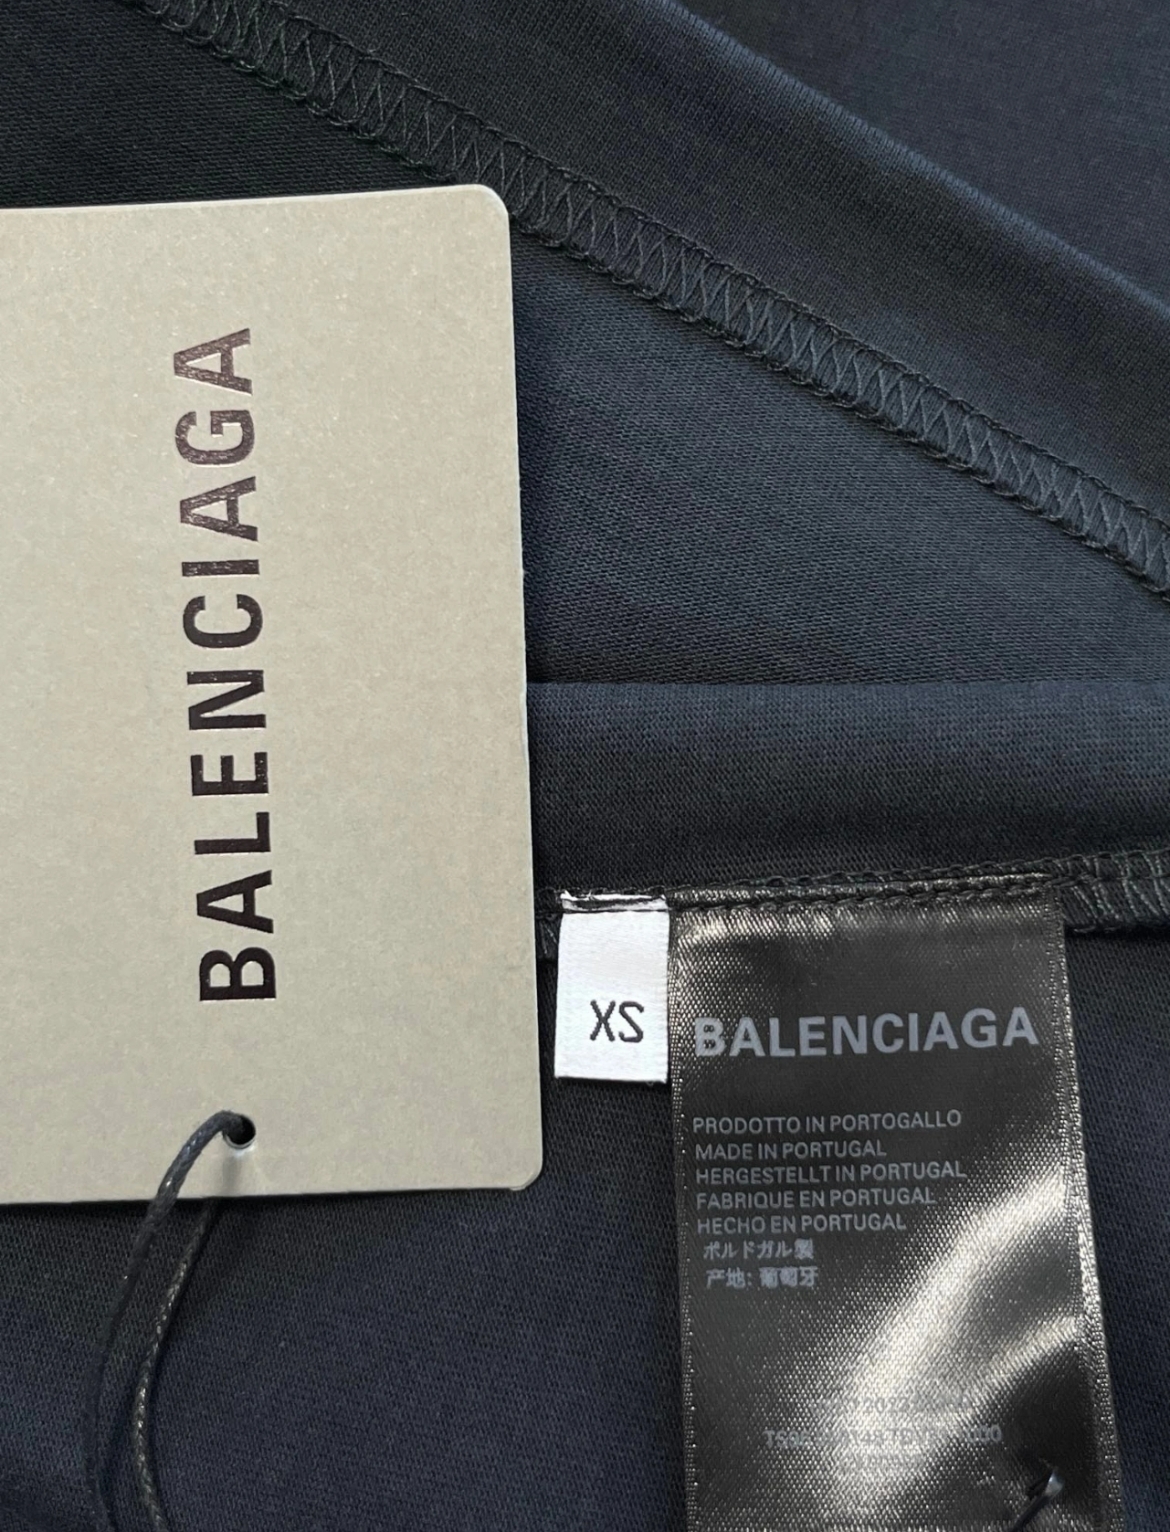 BALENCIAGA
XS
BALENCIAGA
PRODOTTO IN PORTOGALLO
MADE IN PORTUGAL
HERGESTELLT IN PORTUGAL
FABRIQUE EN PORTUGAL
HECHO EN PORTUGAL
ポルトガル製
产地: 葡萄牙